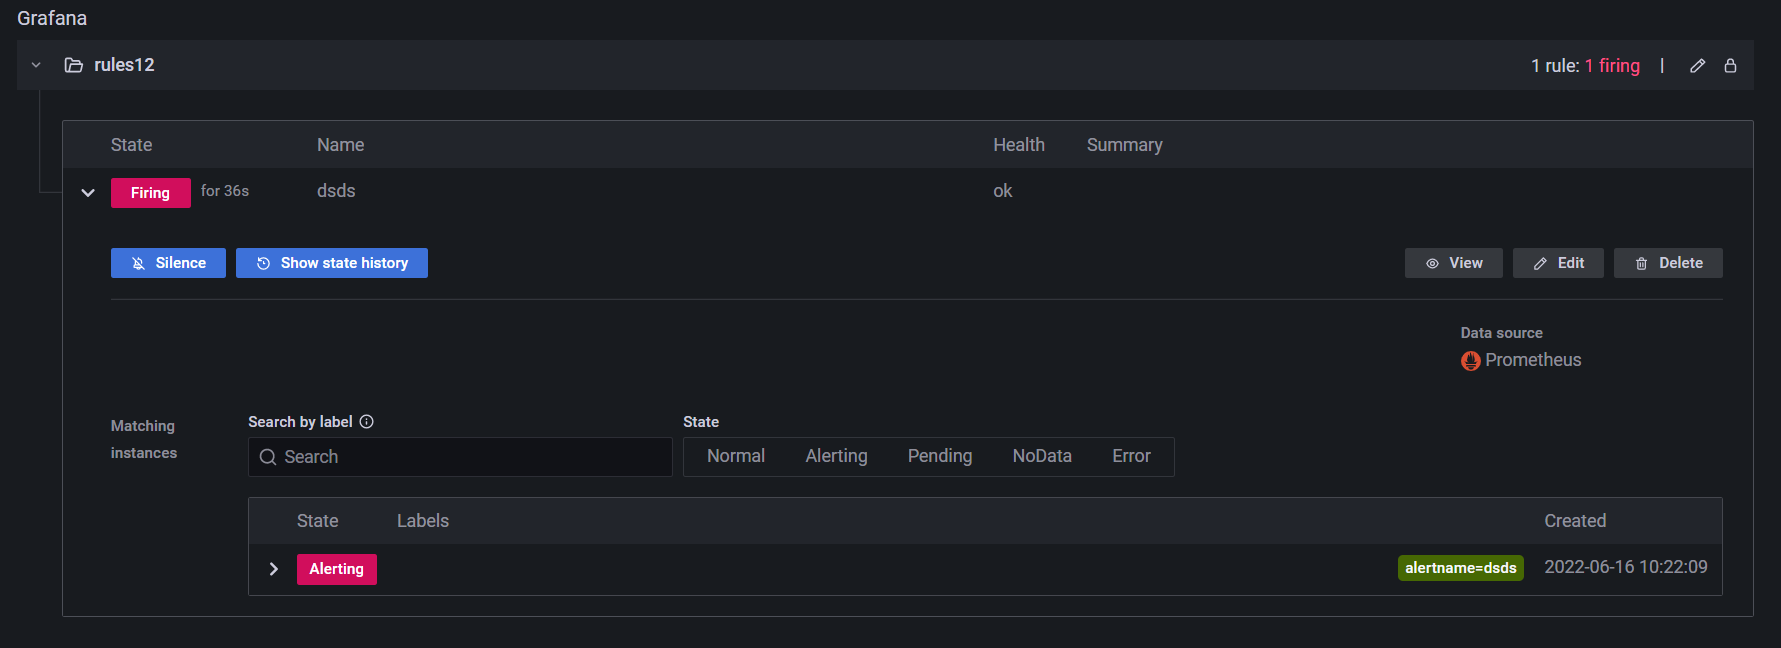 Grafana
rules12 1 rule: 1 firing |
State Name Health Summary
Firing for 36s dsds ok
Silence Show state history View Edit Delete
Data source
Prometheus
Matching instances
Search by label State
Search Normal Alerting Pending NoData Error
State Labels Created
Alerting alertname=dsds 2022-06-16 10:22:09